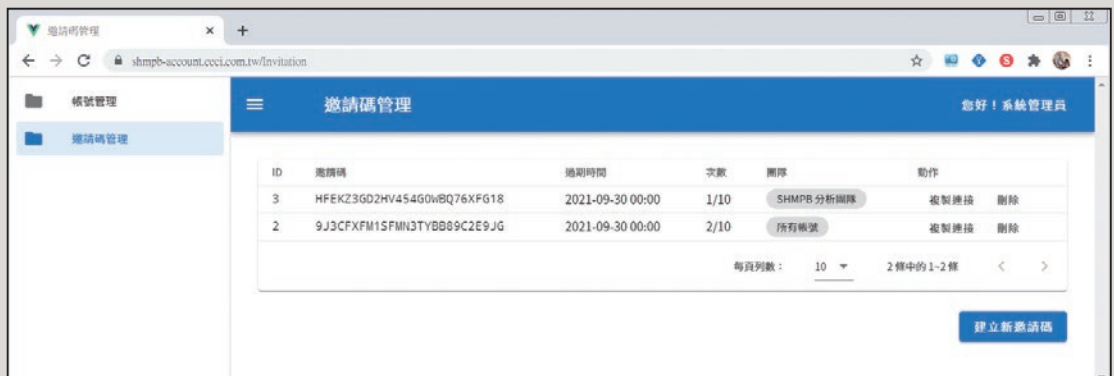 邀請碼管理
shmpb-account.ceci.com.tw/Invitation
帳號管理
邀請碼管理
邀請碼管理
您好！系統管理員
ID 邀請碼 過期時間 次數 團隊 動作
3 HFEKZ3GD2HV454G0WBQ76XFG18 2021-09-30 00:00 1/10 SHMPB 分析團隊 複製連接 刪除
2 9J3CFXFM1SFMN3TYBB89C2E9JG 2021-09-30 00:00 2/10 所有帳號 複製連接 刪除
每頁列數： 10 2 條中的 1-2 條
建立新邀請碼